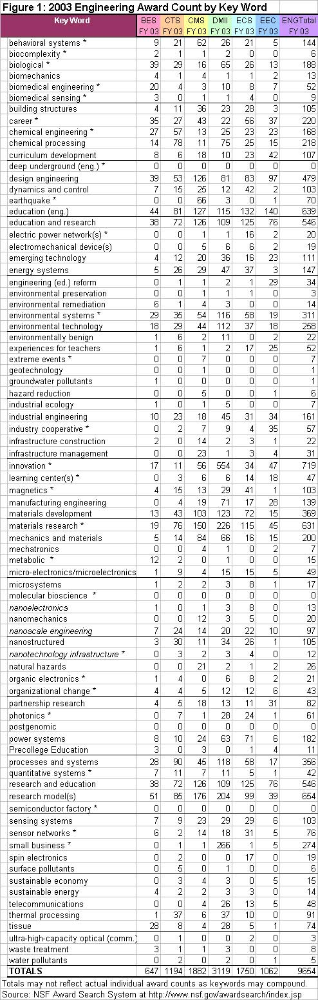 Figure 1: 2003 Engineering Award Count by Key Word
Key Word BES CTS CMS DMII ECS EEC ENGTotal
FY 03 FY 03 FY 03 FY 03 FY 03 FY 03 FY 03
behavioral systems * 9 21 62 26 21 5 144
biocomplexity * 2 1 1 2 0 0 6
biological * 39 29 16 65 26 13 188
biomechanics 4 1 4 1 1 2 13
biomedical engineering * 20 4 3 10 8 7 52
biomedical sensing * 3 0 1 1 4 0 9
building structures 4 11 36 23 28 3 105
career * 35 27 43 22 56 37 220
chemical engineering * 27 57 13 25 23 23 168
chemical processing 14 78 11 75 25 15 218
curriculum development 8 6 18 10 23 42 107
deep underground (eng.) * 0 0 0 0 0 0 0
design engineering 39 53 126 81 83 97 479
dynamics and control 7 15 25 12 42 2 103
earthquake * 0 0 66 3 0 1 70
education (eng.) 44 81 127 115 132 140 639
education and research 38 72 126 109 125 76 546
electric power network(s) * 0 0 1 1 16 2 20
electromechanical device(s) 0 0 5 6 6 2 19
emerging technology 4 12 20 36 16 23 111
energy systems 5 26 29 47 37 3 147
engineering (ed.) reform 0 1 1 2 1 29 34
environmental preservation 0 0 1 1 1 0 3
environmental remediation 6 1 4 3 0 0 14
environmental systems * 29 35 54 116 58 19 311
environmental technology 18 29 44 112 37 18 258
environmentally benign 1 6 2 11 0 2 22
experiences for teachers 1 6 1 2 17 25 52
extreme events * 0 0 7 0 0 0 7
geotechnology 0 0 1 0 0 0 1
groundwater pollutants 1 0 0 0 0 0 1
hazard reduction 0 0 5 0 0 1 6
industrial ecology 1 0 1 5 0 0 7
industrial engineering 10 23 18 45 31 34 161
industry cooperative * 0 2 7 9 4 35 57
infrastructure construction 2 0 14 2 3 1 22
infrastructure management 0 0 23 1 3 4 31
innovation * 17 11 56 554 34 47 719
learning center(s) * 0 3 6 6 14 18 47
magnetics * 4 15 13 29 41 1 103
manufacturing engineering 0 4 19 71 17 28 139
materials development 13 43 103 123 72 15 369
materials research * 19 76 150 226 115 45 631
mechanics and materials 5 14 84 66 16 15 200
mechatronics 0 0 4 1 0 2 7
metabolic * 12 2 0 1 0 0 15
micro-electronics/microelectronics 1 9 4 15 15 5 49
microsystems 1 2 2 3 8 1 17
molecular bioscience * 0 0 0 0 0 0 0
nanoelectronics 1 0 1 3 8 0 13
nanomechanics 0 0 12 3 5 0 20
nanoscale engineering 7 24 14 20 22 10 97
nanostructured 3 30 11 34 26 1 105
nanotechnology infrastructure * 0 3 2 3 4 0 12
natural hazards 0 0 21 2 1 2 26
organic electronics * 1 4 0 6 8 2 21
organizational change * 4 4 5 12 12 6 43
partnership research 4 5 18 13 11 31 82
photonics * 0 7 1 28 24 1 61
postgenomic 0 0 0 0 0 0 0
power systems 8 10 24 63 71 6 182
Precollege Education 3 0 3 0 1 4 11
processes and systems 28 90 45 118 58 17 356
quantitative systems * 7 11 7 11 5 1 42
research and education 38 72 126 109 125 76 546
research model(s) 51 85 176 204 99 39 654
semiconductor factory * 0 0 0 0 0 0 0
sensing systems 7 9 23 29 29 6 103
sensor networks * 6 2 14 18 31 5 76
small business * 0 1 1 266 1 5 274
spin electronics 0 2 0 0 17 0 19
surface pollutants 0 5 0 1 0 0 6
sustainable economy 0 3 4 3 0 5 15
sustainable energy 4 2 2 3 3 0 14
telecommunications 0 0 4 26 13 5 48
thermal processing 1 37 6 37 10 0 91
tissue 28 8 4 28 5 1 74
ultra-high-capacity optical (comm.) 0 1 0 0 2 0 3
waste treatment 3 1 1 3 0 0 8
water pollutants 0 2 0 2 0 1 5
TOTALS 647 1194 1882 3119 1750 1062 9654
Totals may not reflect actual individual award counts as keywords may compound.
Source: NSF Award Search System at http://www.nsf.gov/awardsearch/index.jsp